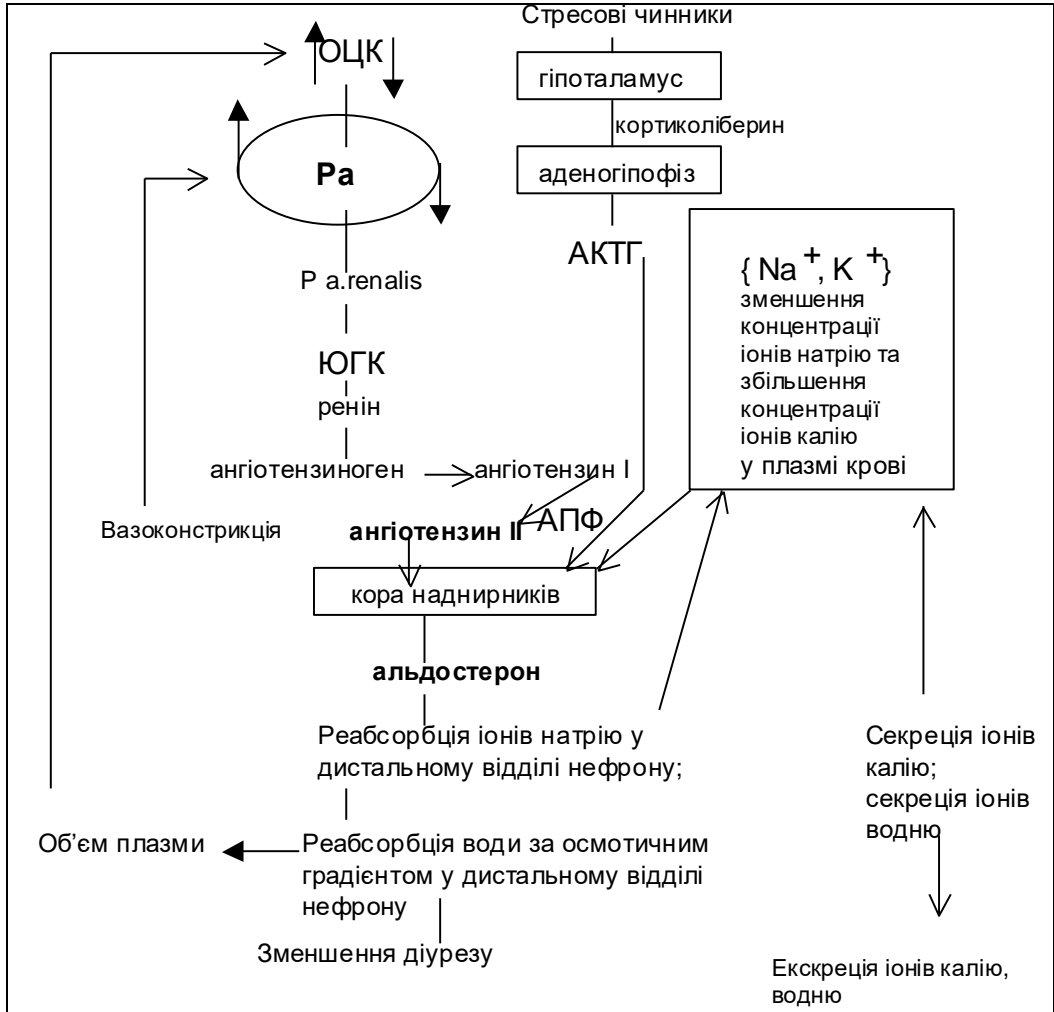 Стресові чинники
ОЦК
гіпоталамус
кортиколіберин
Ра
аденогіпофіз
АКТГ
{ Na +, K +}
зменшення
концентрації
іонів натрію та
збільшення
концентрації
іонів калію
у плазмі крові
Р a.renalis
ЮГК
ренін
ангіотензиноген
ангіотензин І
Вазоконстрикція
ангіотензин ІІ
АПФ
кора наднирників
альдостерон
Реабсорбція іонів натрію у
дистальному відділі нефрону;
Секреція іонів
калію;
секреція іонів
водню
Об’єм плазми
Реабсорбція води за осмотичним
градієнтом у дистальному відділі
нефрону
Зменшення діурезу
Екскреція іонів калію,
водню